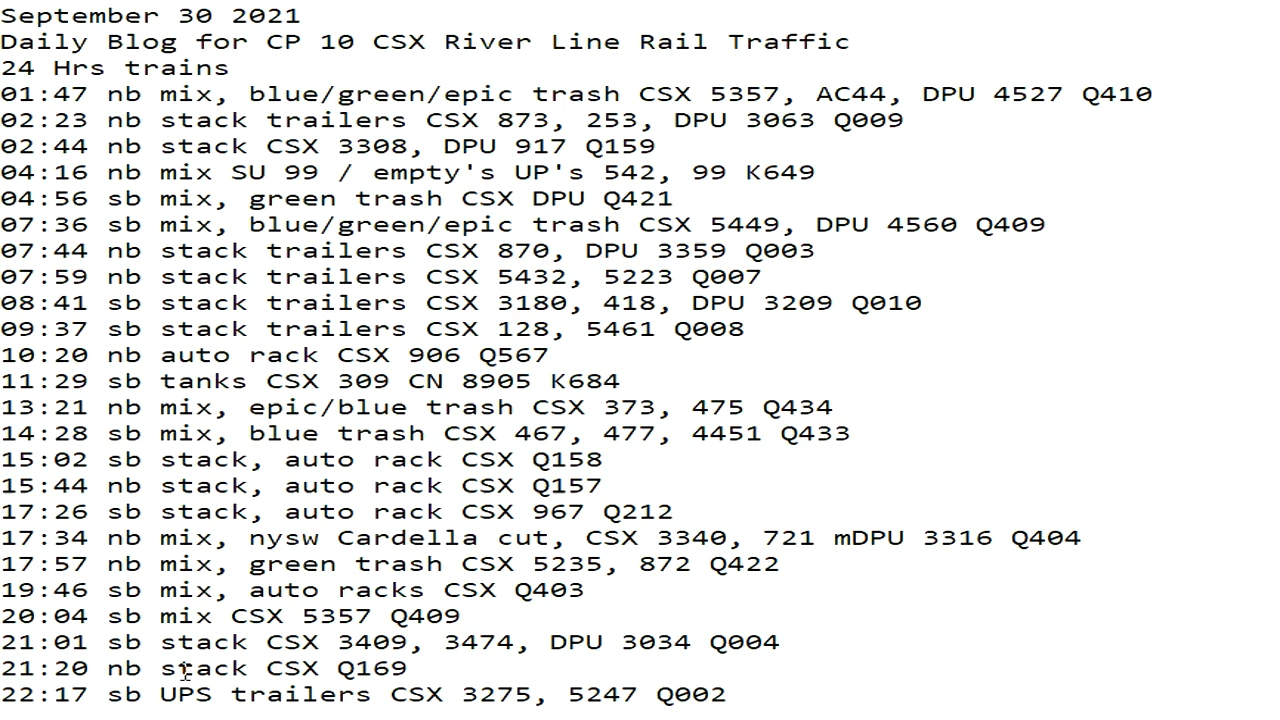 September 30 2021
Daily Blog for CP 10 CSX River Line Rail Traffic
24 Hrs trains
01:47 nb mix, blue/green/epic trash CSX 5357, AC44, DPU 4527 Q410
02:23 nb stack trailers CSX 873, 253, DPU 3063 Q009
02:44 nb stack CSX 3308, DPU 917 Q159
04:16 nb mix SU 99 / empty's UP's 542, 99 K649
04:56 sb mix, green trash CSX DPU Q421
07:36 sb mix, blue/green/epic trash CSX 5449, DPU 4560 Q409
07:44 nb stack trailers CSX 870, DPU 3359 Q003
07:59 nb stack trailers CSX 5432, 5223 Q007
08:41 sb stack trailers CSX 3180, 418, DPU 3209 Q010
09:37 sb stack trailers CSX 128, 5461 Q008
10:20 nb auto rack CSX 906 Q567
11:29 sb tanks CSX 309 CN 8905 K684
13:21 nb mix, epic/blue trash CSX 373, 475 Q434
14:28 sb mix, blue trash CSX 467, 477, 4451 Q433
15:02 sb stack, auto rack CSX Q158
15:44 nb stack, auto rack CSX Q157
17:26 sb stack, auto rack CSX 967 Q212
17:34 nb mix, nysw Cardella cut, CSX 3340, 721 mDPU 3316 Q404
17:57 nb mix, green trash CSX 5235, 872 Q422
19:46 sb mix, auto racks CSX Q403
20:04 sb mix CSX 5357 Q409
21:01 sb stack CSX 3409, 3474, DPU 3034 Q004
21:20 nb stack CSX Q169
22:17 sb UPS trailers CSX 3275, 5247 Q002